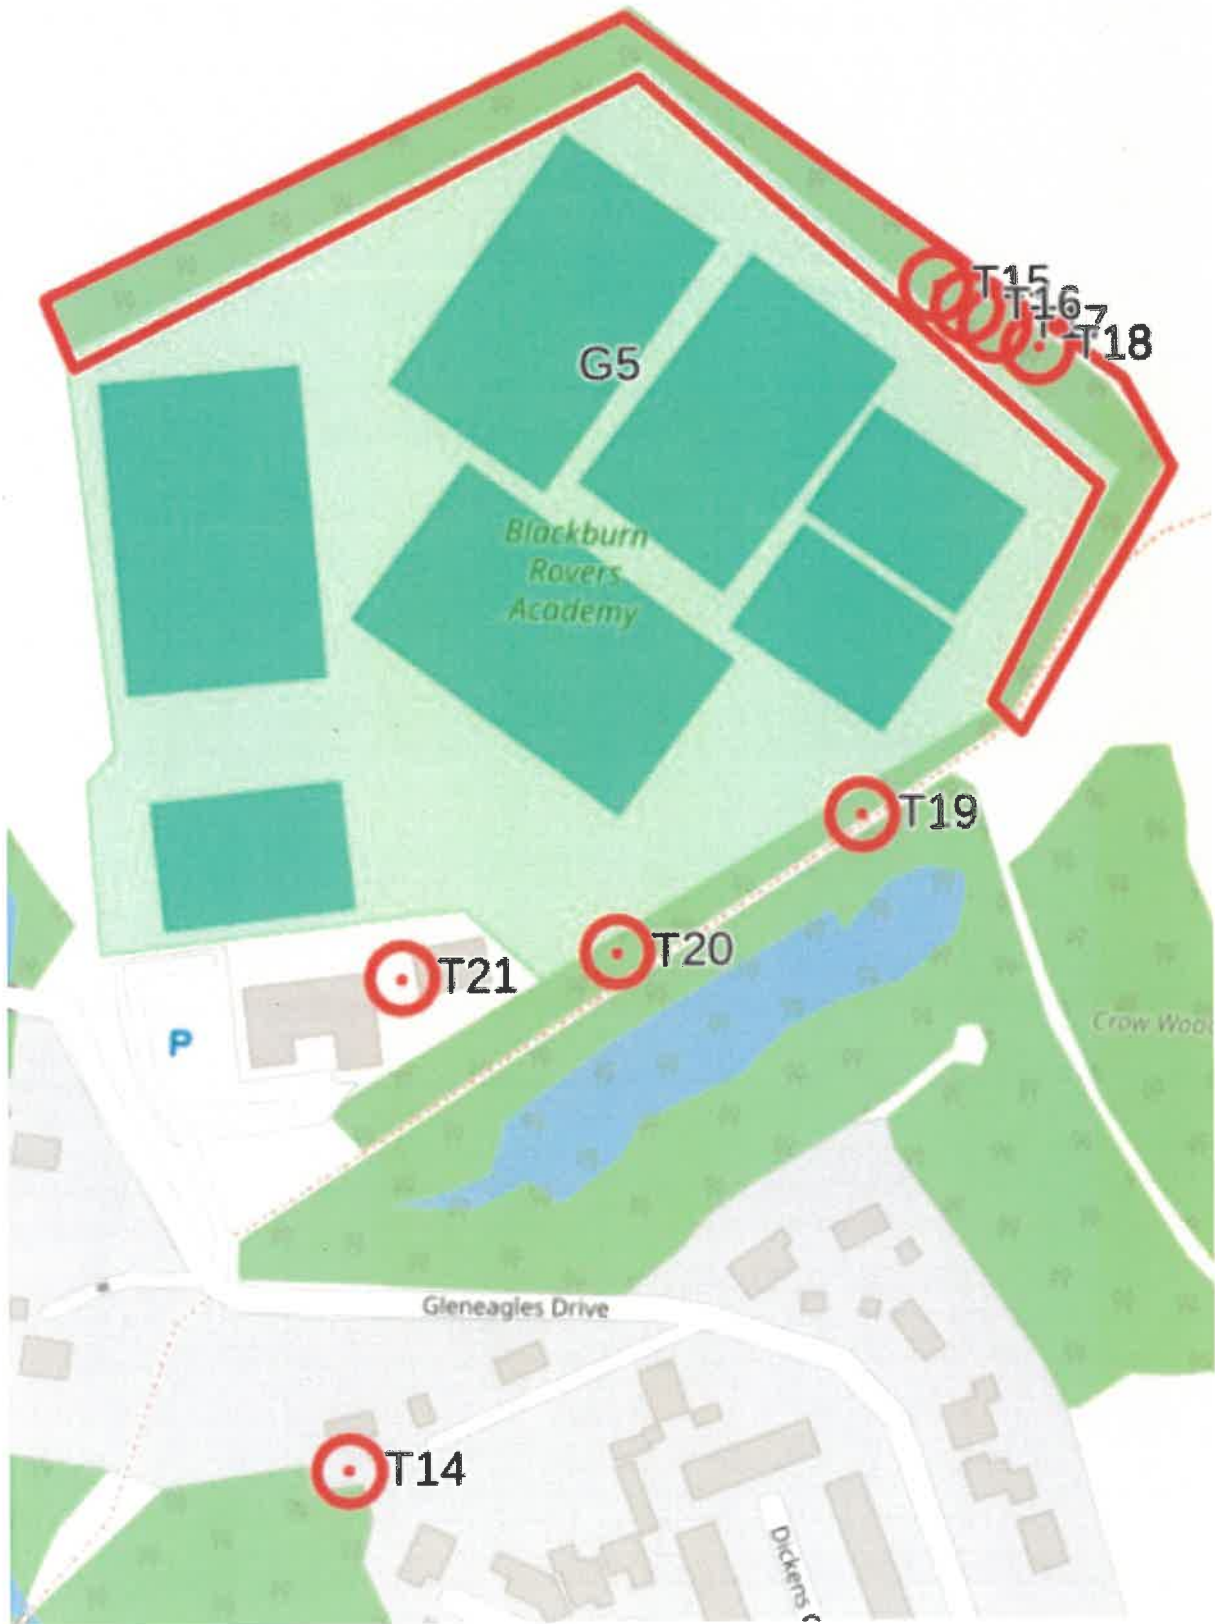 T15
T16
T18
G5
Blackburn
Rovers
Academy
T19
T20
T21
P
Crow Woo
Gleneagles Drive
T14
Dickens